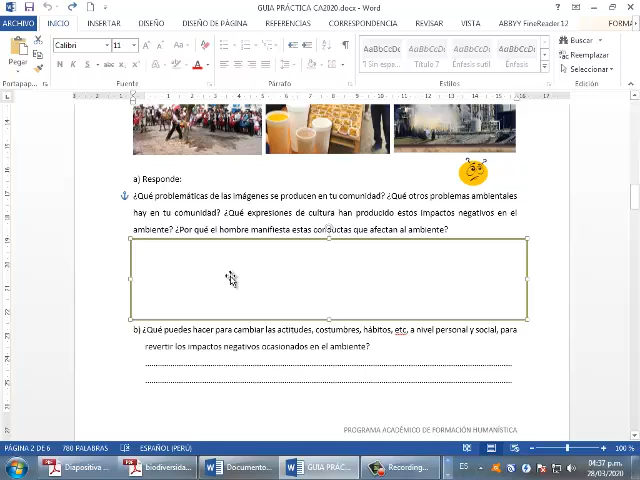 GUIA PRÁCTICA CA2020.docx - Word
ARCHIVO INICIO INSERTAR DISEÑO DISEÑO DE PÁGINA REFERENCIAS CORRESPONDENCIA REVISAR VISTA ABBYY FineReader 12 FORMA
Calibri 11
Pegar
N K S abc
AaBbCcDc AaBbCcDc AaBbCcDc AaBbCcDc
¶ Sin espa... Título 7 Énfasis sutil Énfasis
Buscar
Reemplazar
Seleccionar
Portapap... Fuente Párrafo Estilos Edición
a) Responde:
¿Qué problemáticas de las imágenes se producen en tu comunidad? ¿Qué otros problemas ambientales
hay en tu comunidad? ¿Qué expresiones de cultura han producido estos impactos negativos en el
ambiente? ¿Por qué el hombre manifiesta estas conductas que afectan al ambiente?
b) ¿Qué puedes hacer para cambiar las actitudes, costumbres, hábitos, etc, a nivel personal y social, para
revertir los impactos negativos ocasionados en el ambiente?
PROGRAMA ACADÉMICO DE FORMACIÓN HUMANÍSTICA
PÁGINA 2 DE 6 780 PALABRAS ESPAÑOL (PERÚ) 100 %
Diapositiva ... biodiversida... Documento... GUIA PRÁC... Recording... ES 04:37 p.m.
28/03/2020